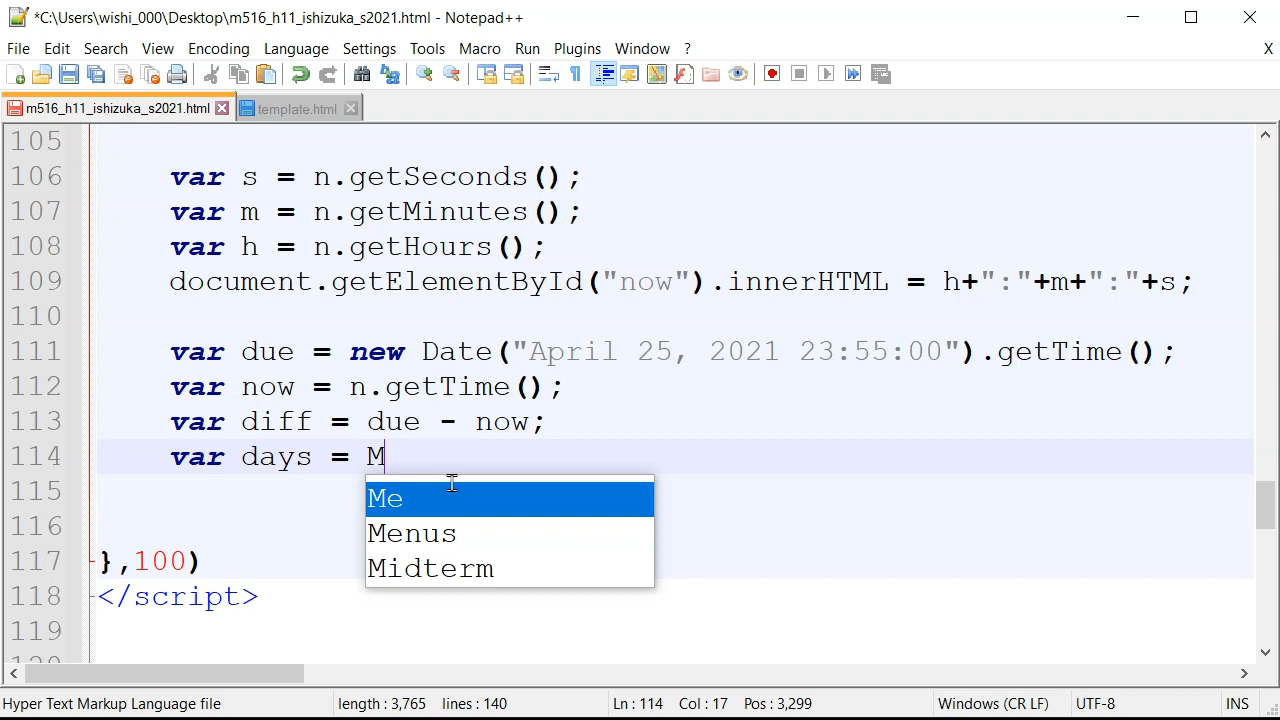 *C:\Users\wishi_000\Desktop\m516_h11_ishizuka_s2021.html - Notepad++
File Edit Search View Encoding Language Settings Tools Macro Run Plugins Window ? X
m516_h11_ishizuka_s2021.html template.html
105
106 var s = n.getSeconds();
107 var m = n.getMinutes();
108 var h = n.getHours();
109 document.getElementById("now").innerHTML = h+":"+m+":"+s;
110
111 var due = new Date("April 25, 2021 23:55:00").getTime();
112 var now = n.getTime();
113 var diff = due - now;
114 var days = M
115 Me
116 Menus
117 },100)
Midterm
118 </script>
119
120
Hyper Text Markup Language file length : 3,765 lines : 140 Ln : 114 Col : 17 Pos : 3,299 Windows (CR LF) UTF-8 INS